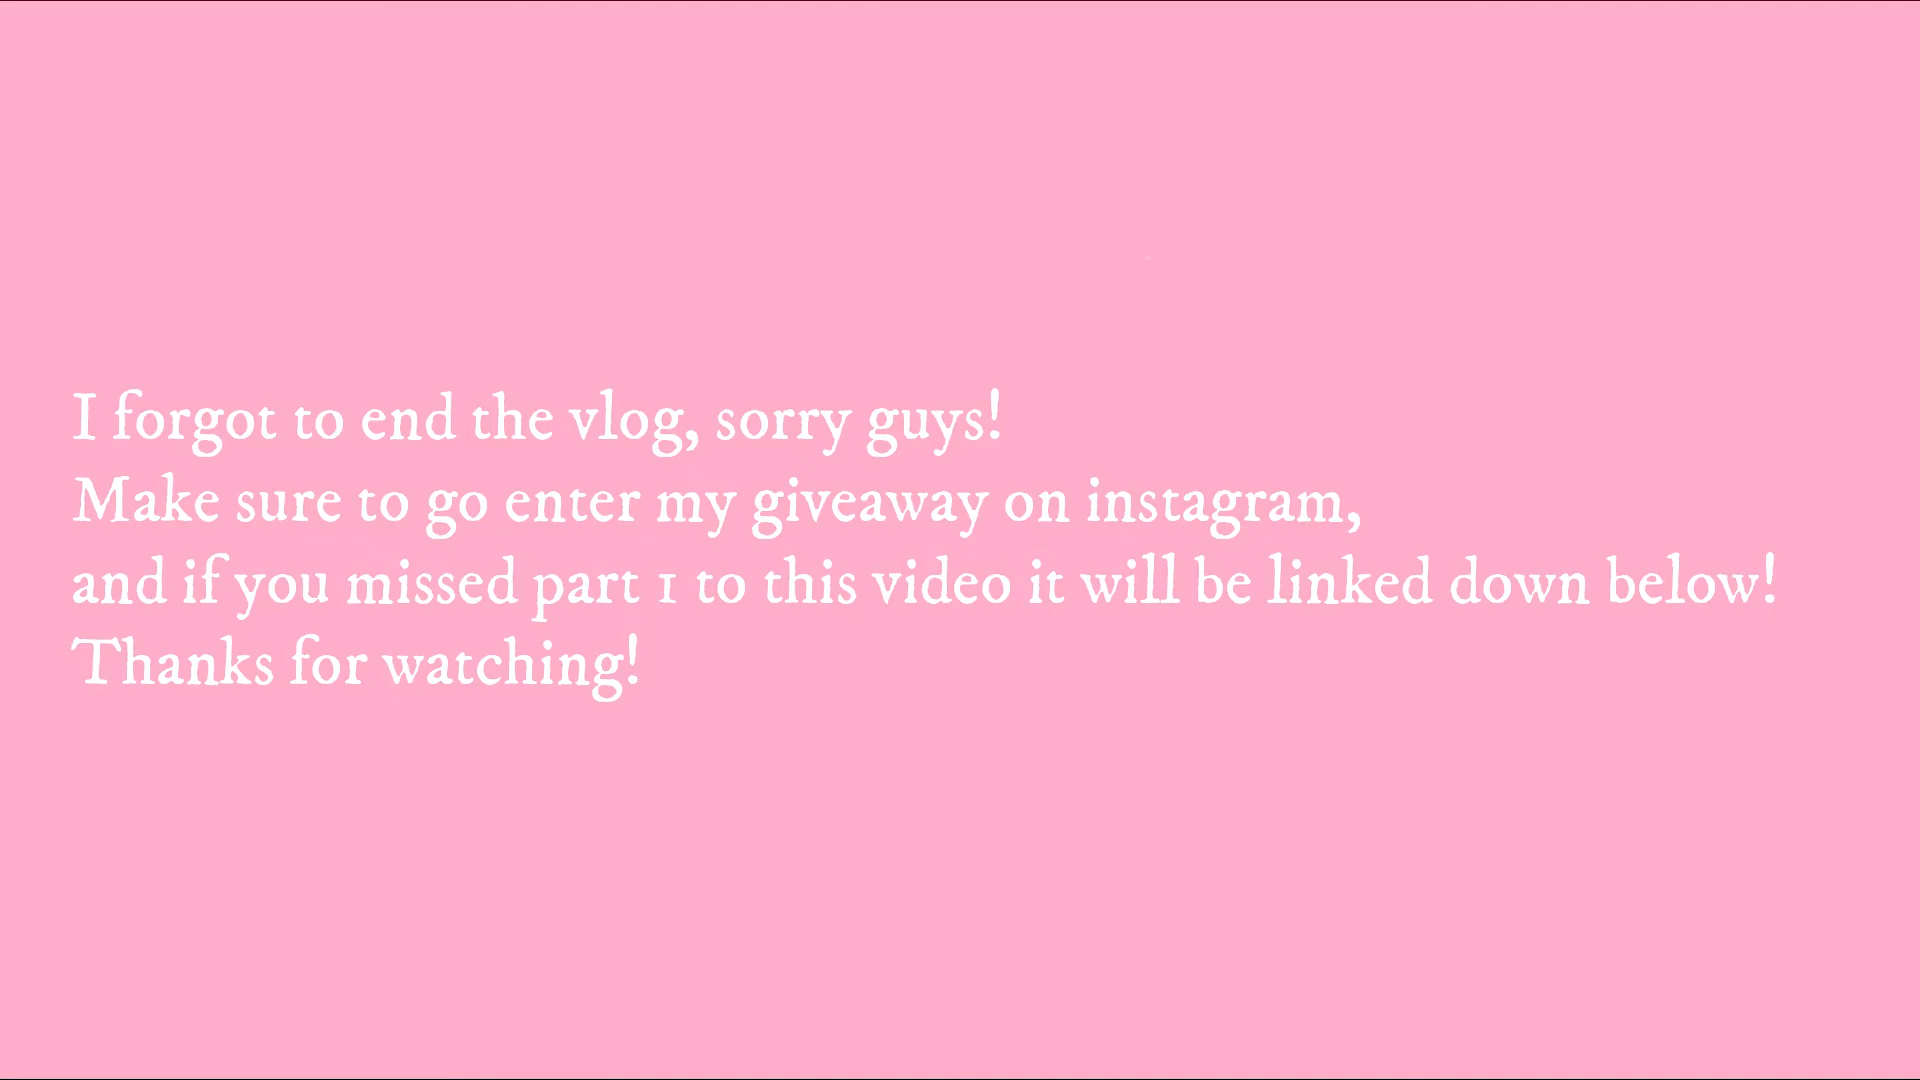 I forgot to end the vlog, sorry guys!
Make sure to go enter my giveaway on instagram,
and if you missed part 1 to this video it will be linked down below!
Thanks for watching!